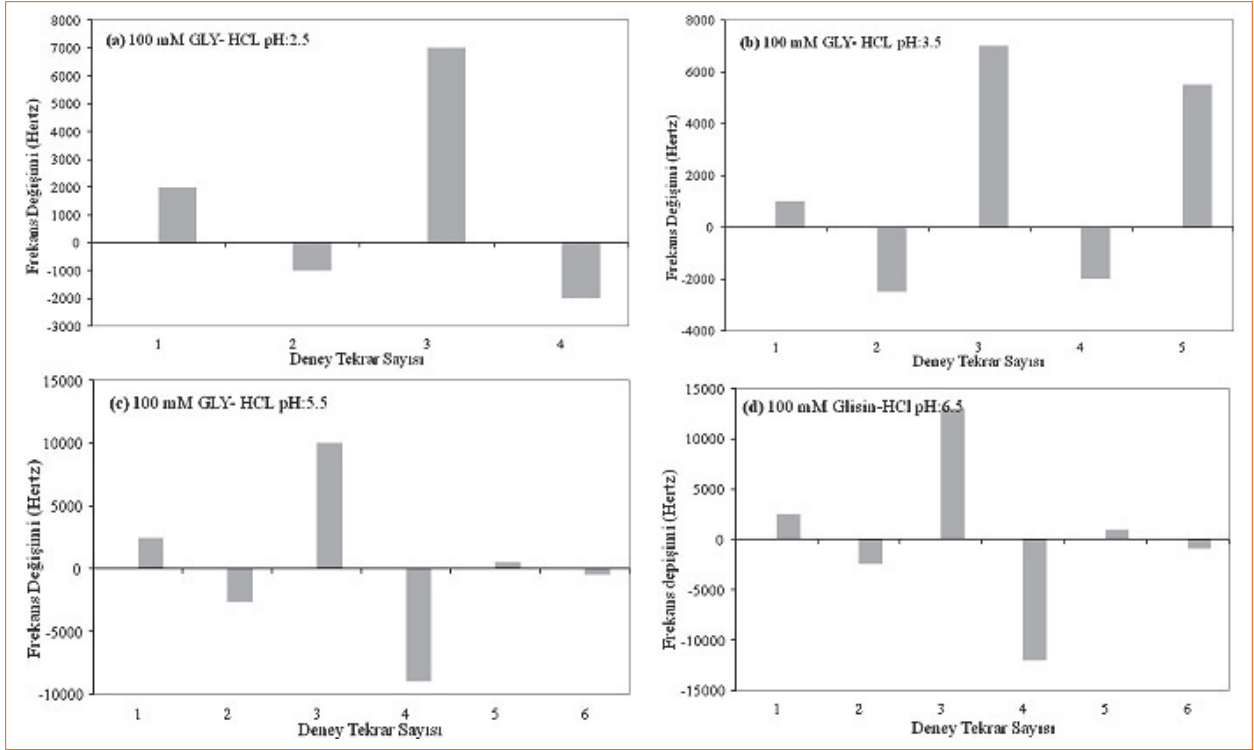 (a) 100 mM GLY- HCL pH:2.5
Frekans Değişimi (Hertz)
8000
7000
6000
5000
4000
3000
2000
1000
0
-1000
-2000
-3000
1 2 3 4
Deney Tekrar Sayısı
(b) 100 mM GLY- HCL pH:3.5
Frekans Değişimi (Hertz)
8000
6000
4000
2000
0
-2000
-4000
1 2 3 4 5
Deney Tekrar Sayısı
(c) 100 mM GLY- HCL pH:5.5
Frekans Değişimi (Hertz)
15000
10000
5000
0
-5000
-10000
1 2 3 4 5 6
Deney Tekrar Sayısı
(d) 100 mM Glisin-HCl pH:6.5
Frekans depişimi (Hertz)
15000
10000
5000
0
-5000
-10000
-15000
1 2 3 4 5 6
Deney Tekrar Sayısı